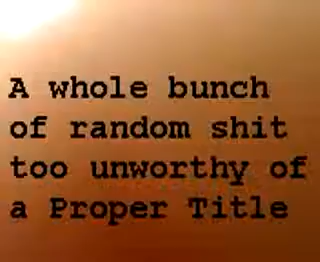 A whole bunch
of random shit
too unworthy of
a Proper Title